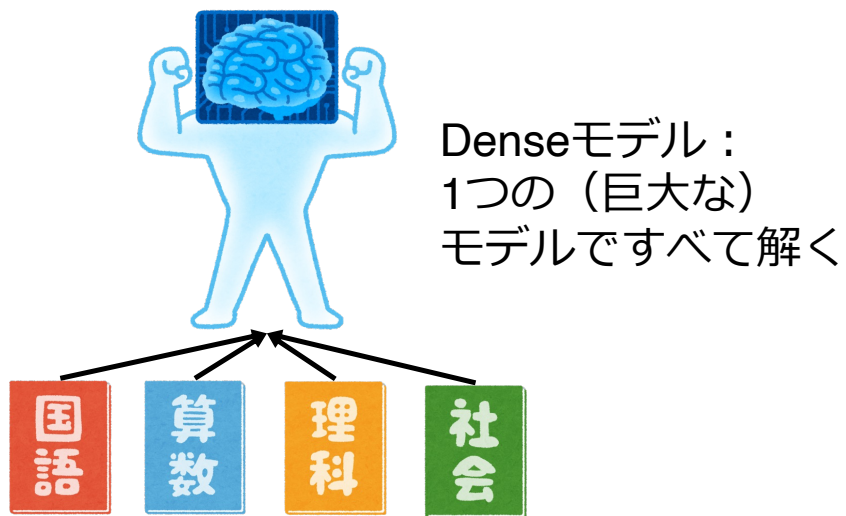 Denseモデル：
1つの（巨大な）
モデルですべて解く
国語
算数
理科
社会